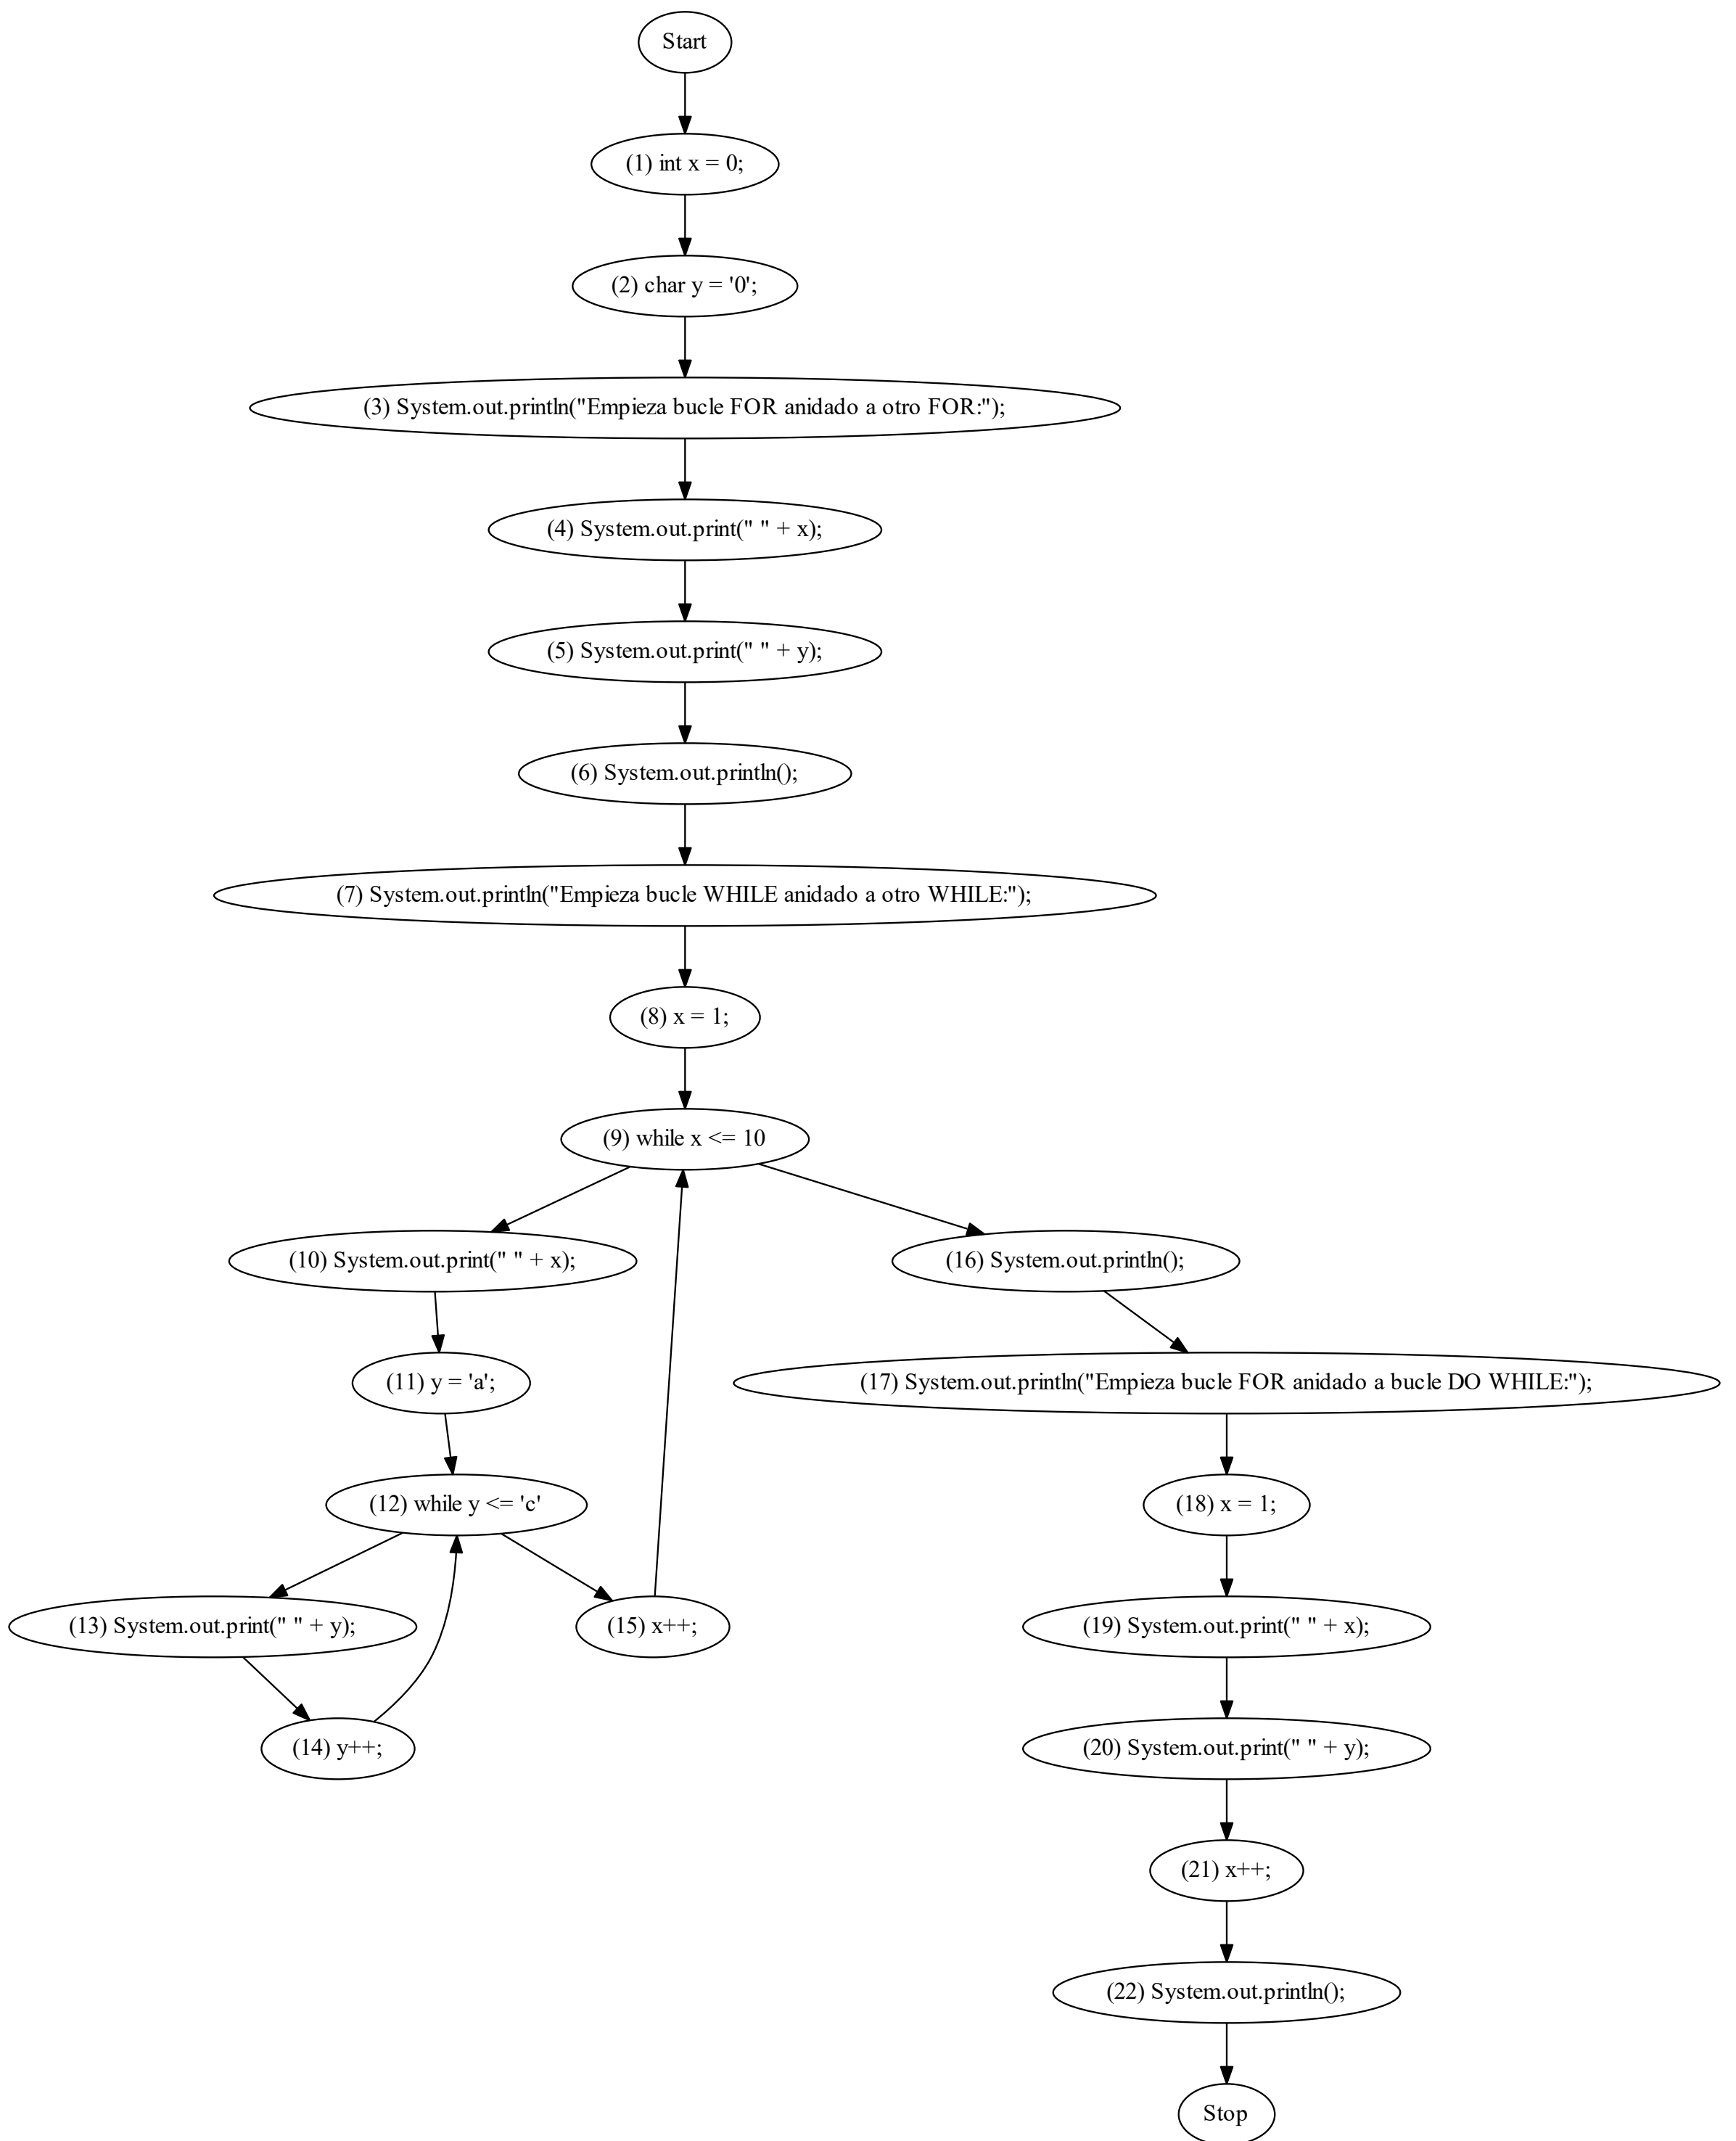 Start
(1) int x = 0;
(2) char y = '0';
(3) System.out.println("Empieza bucle FOR anidado a otro FOR:");
(4) System.out.print(" " + x);
(5) System.out.print(" " + y);
(6) System.out.println();
(7) System.out.println("Empieza bucle WHILE anidado a otro WHILE:");
(8) x = 1;
(9) while x <= 10
(10) System.out.print(" " + x);
(11) y = 'a';
(12) while y <= 'c'
(13) System.out.print(" " + y);
(14) y++;
(15) x++;
(16) System.out.println();
(17) System.out.println("Empieza bucle FOR anidado a bucle DO WHILE:");
(18) x = 1;
(19) System.out.print(" " + x);
(20) System.out.print(" " + y);
(21) x++;
(22) System.out.println();
Stop